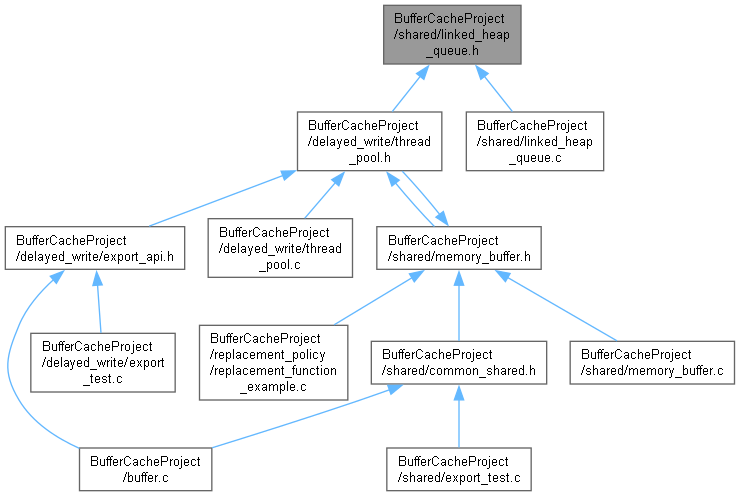 BufferCacheProject
/shared/linked_heap
_queue.h
BufferCacheProject
/delayed_write/thread
_pool.h
BufferCacheProject
/shared/linked_heap
_queue.c
BufferCacheProject
/delayed_write/export_api.h
BufferCacheProject
/delayed_write/thread
_pool.c
BufferCacheProject
/shared/memory_buffer.h
BufferCacheProject
/delayed_write/export
_test.c
BufferCacheProject
/replacement_policy
/replacement_function
_example.c
BufferCacheProject
/shared/common_shared.h
BufferCacheProject
/shared/memory_buffer.c
BufferCacheProject
/buffer.c
BufferCacheProject
/shared/export_test.c